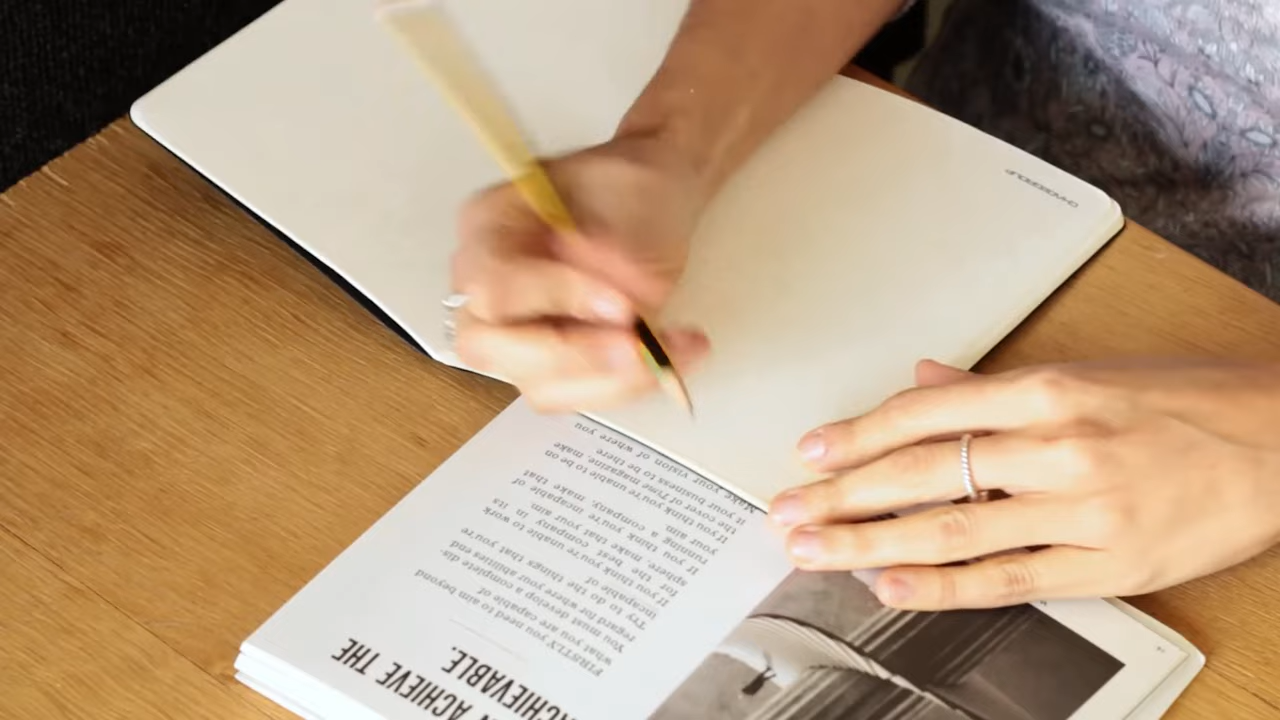 ACHIEVE THE
ACHIEVABLE.
FIRSTLY you need to aim beyond
what you are capable of.
You must develop a complete dis-
regard for where your abilities end
Try to do the things that you're
incapable of
If you think you're unable to work
for the best company in its
sphere, make that your aim.
If you think you're incapable of
running a company, make that
your aim.
If you think you're unable to be on
the cover of Time magazine, make
it your business to be there
Make your vision of where you